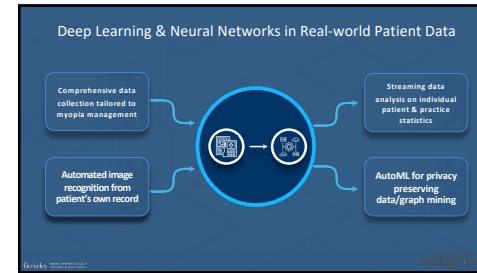 Deep Learning & Neural Networks in Real-world Patient Data
Comprehensive data
collection tailored to
myopia management
Streaming data
analysis on individual
patient & practice
statistics
Automated image
recognition from
patient's own record
AutoML for privacy
preserving
data/graph mining
Berkeley